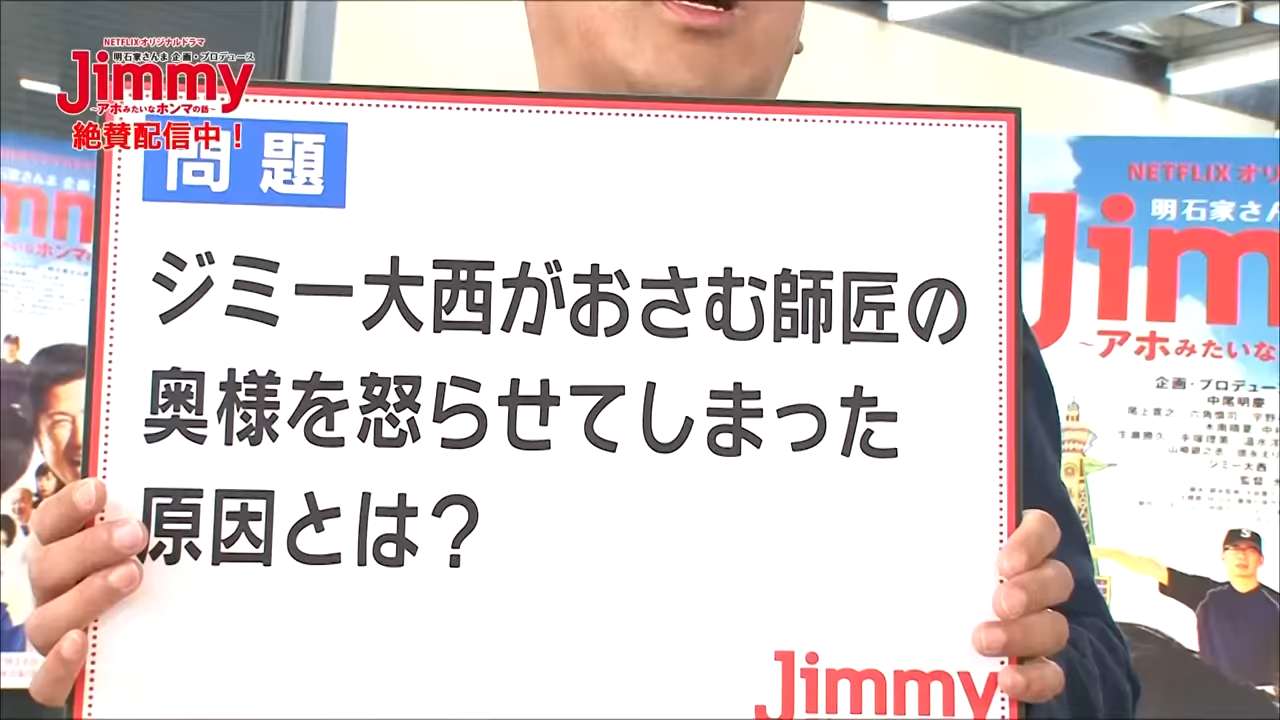 NETFLIXオリジナルドラマ
明石家さんま 企画・プロデュース
Jimmy
~アホみたいなホンマの話~
絶賛配信中!
問題
ジミー大西がおさむ師匠の
奥様を怒らせてしまった
原因とは?
Jimmy
NETFLIX オリ
明石家さん
Jim
~アホみたいな
企画・プロデュー
中尾明慶
ジミー大西
監督